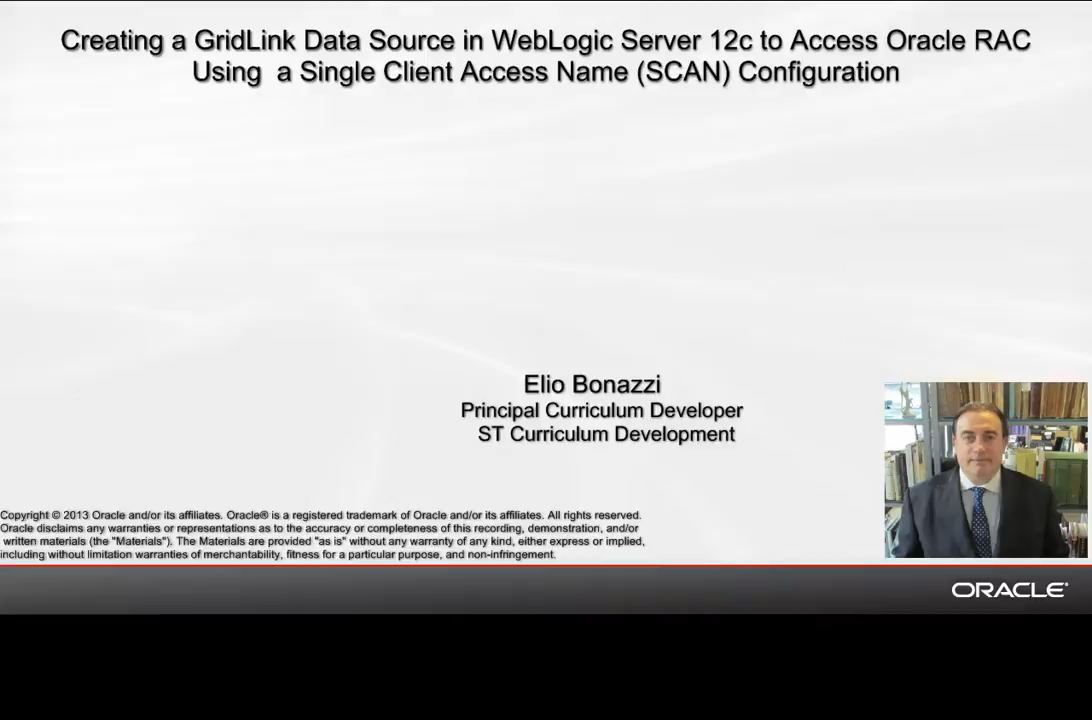 Creating a GridLink Data Source in WebLogic Server 12c to Access Oracle RAC
Using a Single Client Access Name (SCAN) Configuration
Elio Bonazzi
Principal Curriculum Developer
ST Curriculum Development
Copyright © 2013 Oracle and/or its affiliates. Oracle® is a registered trademark of Oracle and/or its affiliates. All rights reserved.
Oracle disclaims any warranties or representations as to the accuracy or completeness of this recording, demonstration, and/or
written materials (the "Materials"). The Materials are provided "as is" without any warranty of any kind, either express or implied,
including without limitation warranties of merchantability, fitness for a particular purpose, and non-infringement.
ORACLE®